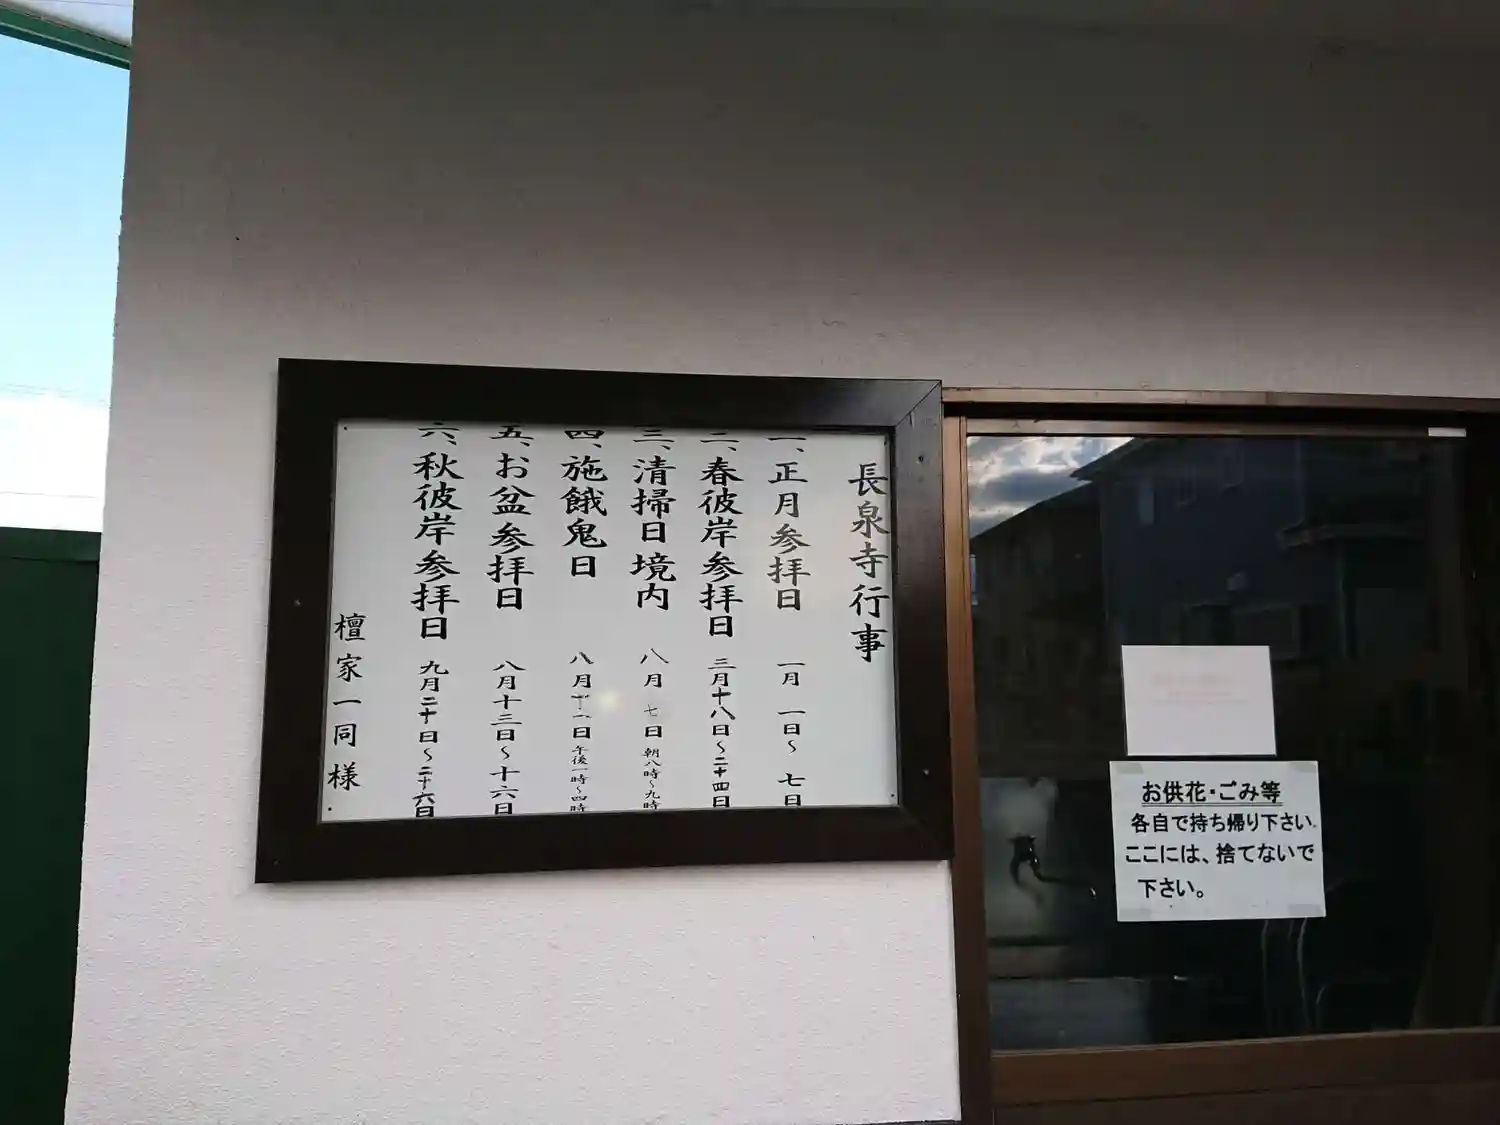 長泉寺行事
一、正月参拝日 一月 一日～ 七日
二、春彼岸参拝日 三月十八日～二十四日
三、清掃日境内 八月 七日 朝八時～九時
四、施餓鬼日 八月十一日 午後一時～四時
五、お盆参拝日 八月十三日～十六日
六、秋彼岸参拝日 九月二十日～二十六日
檀家一同様
お供花・ごみ等
各自で持ち帰り下さい.
ここには、捨てないで
下さい。